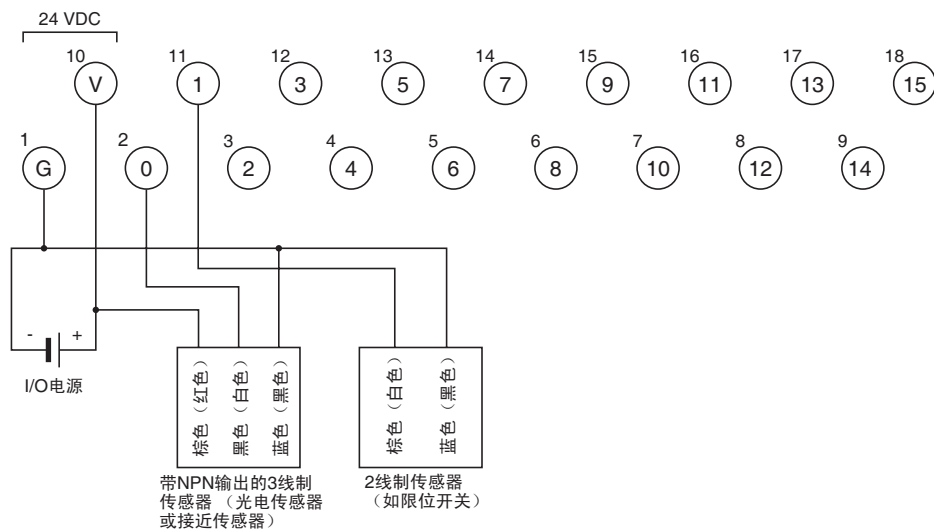 24 VDC
10 11 12 13 14 15 16 17 18
V 1 3 5 7 9 11 13 15
1 2 3 4 5 6 7 8 9
G 0 2 4 6 8 10 12 14
- +
I/O电源
棕色（红色）
黑色（白色）
蓝色（黑色）
棕色（白色）
蓝色（黑色）
带NPN输出的3线制
传感器 （光电传感器
或接近传感器）
2线制传感器
（如限位开关）